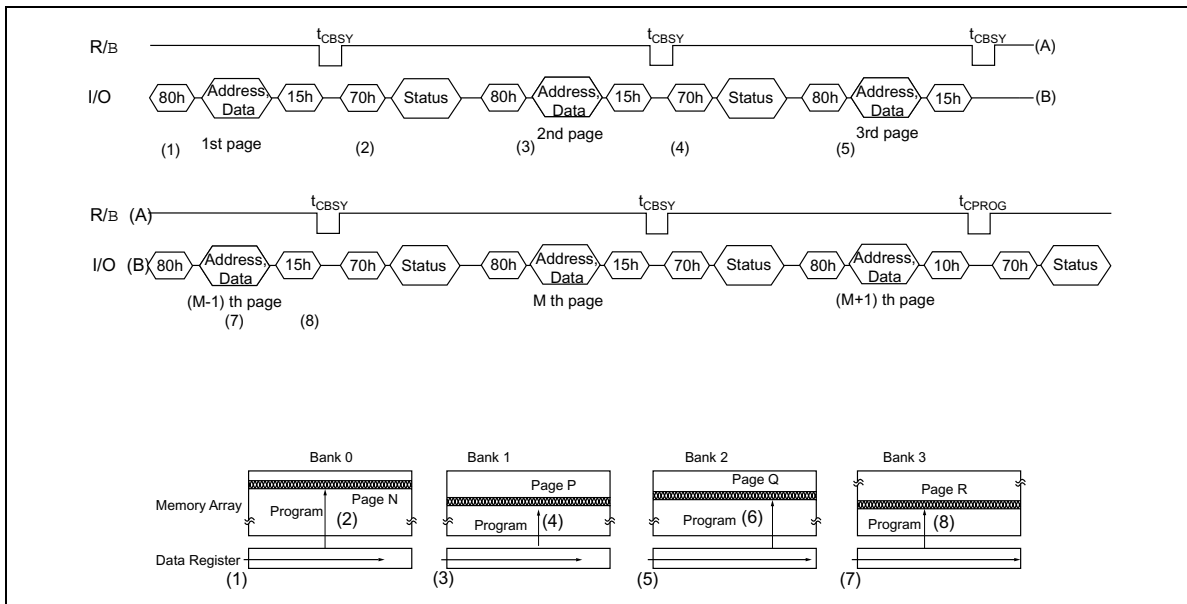 tCBSY tCBSY tCBSY
R/B (A)
I/O 80h Address, Data 15h 70h Status 80h Address, Data 15h 70h Status 80h Address, Data 15h (B)
1st page 2nd page 3rd page
(1) (2) (3) (4) (5)
tCBSY tCBSY tCPROG
R/B (A)
I/O (B) 80h Address, Data 15h 70h Status 80h Address, Data 15h 70h Status 80h Address, Data 10h 70h Status
(M-1) th page M th page (M+1) th page
(7) (8)
Bank 0 Bank 1 Bank 2 Bank 3
Page N Page P Page Q Page R
Memory Array
Program (2) Program (4) Program (6) Program (8)
Data Register
(1) (3) (5) (7)